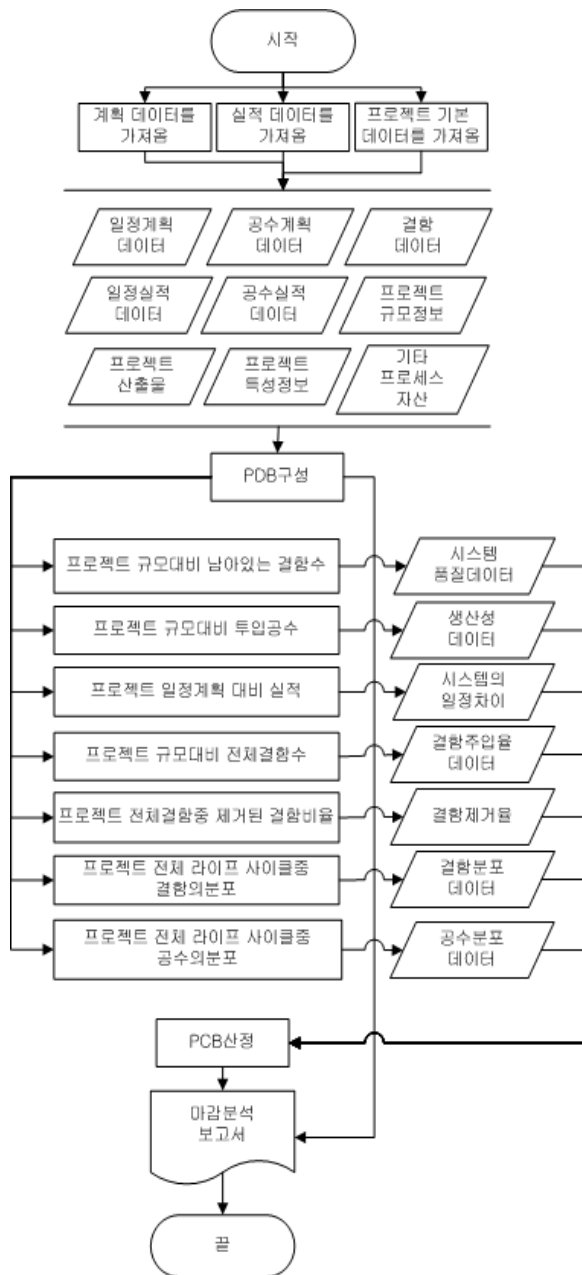 시작
계획 데이터를
가져옴
실적 데이터를
가져옴
프로젝트 기본
데이터를 가져옴
일정계획
데이터
공수계획
데이터
결함
데이터
일정실적
데이터
공수실적
데이터
프로젝트
규모정보
프로젝트
산출물
프로젝트
특성정보
기타
프로세스
자산
PDB구성
프로젝트 규모대비 남아있는 결함수
시스템
품질데이터
프로젝트 규모대비 투입공수
생산성
데이터
프로젝트 일정계획 대비 실적
시스템의
일정차이
프로젝트 규모대비 전체결함수
결함주입율
데이터
프로젝트 전체결함중 제거된 결함비율
결함제거율
프로젝트 전체 라이프 사이클중
결함의분포
결함분포
데이터
프로젝트 전체 라이프 사이클중
공수의분포
공수분포
데이터
PCB산정
마감분석
보고서
끝